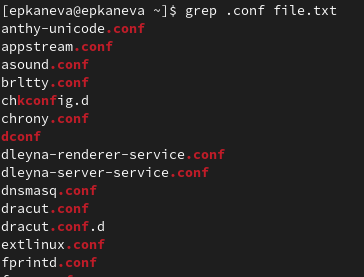 [epkaneva@epkaneva ~]$ grep .conf file.txt
anthy-unicode.conf
appstream.conf
asound.conf
brltty.conf
chkconfig.d
chrony.conf
dconf
dleyna-renderer-service.conf
dleyna-server-service.conf
dnsmasq.conf
dracut.conf
dracut.conf.d
extlinux.conf
fprintd.conf